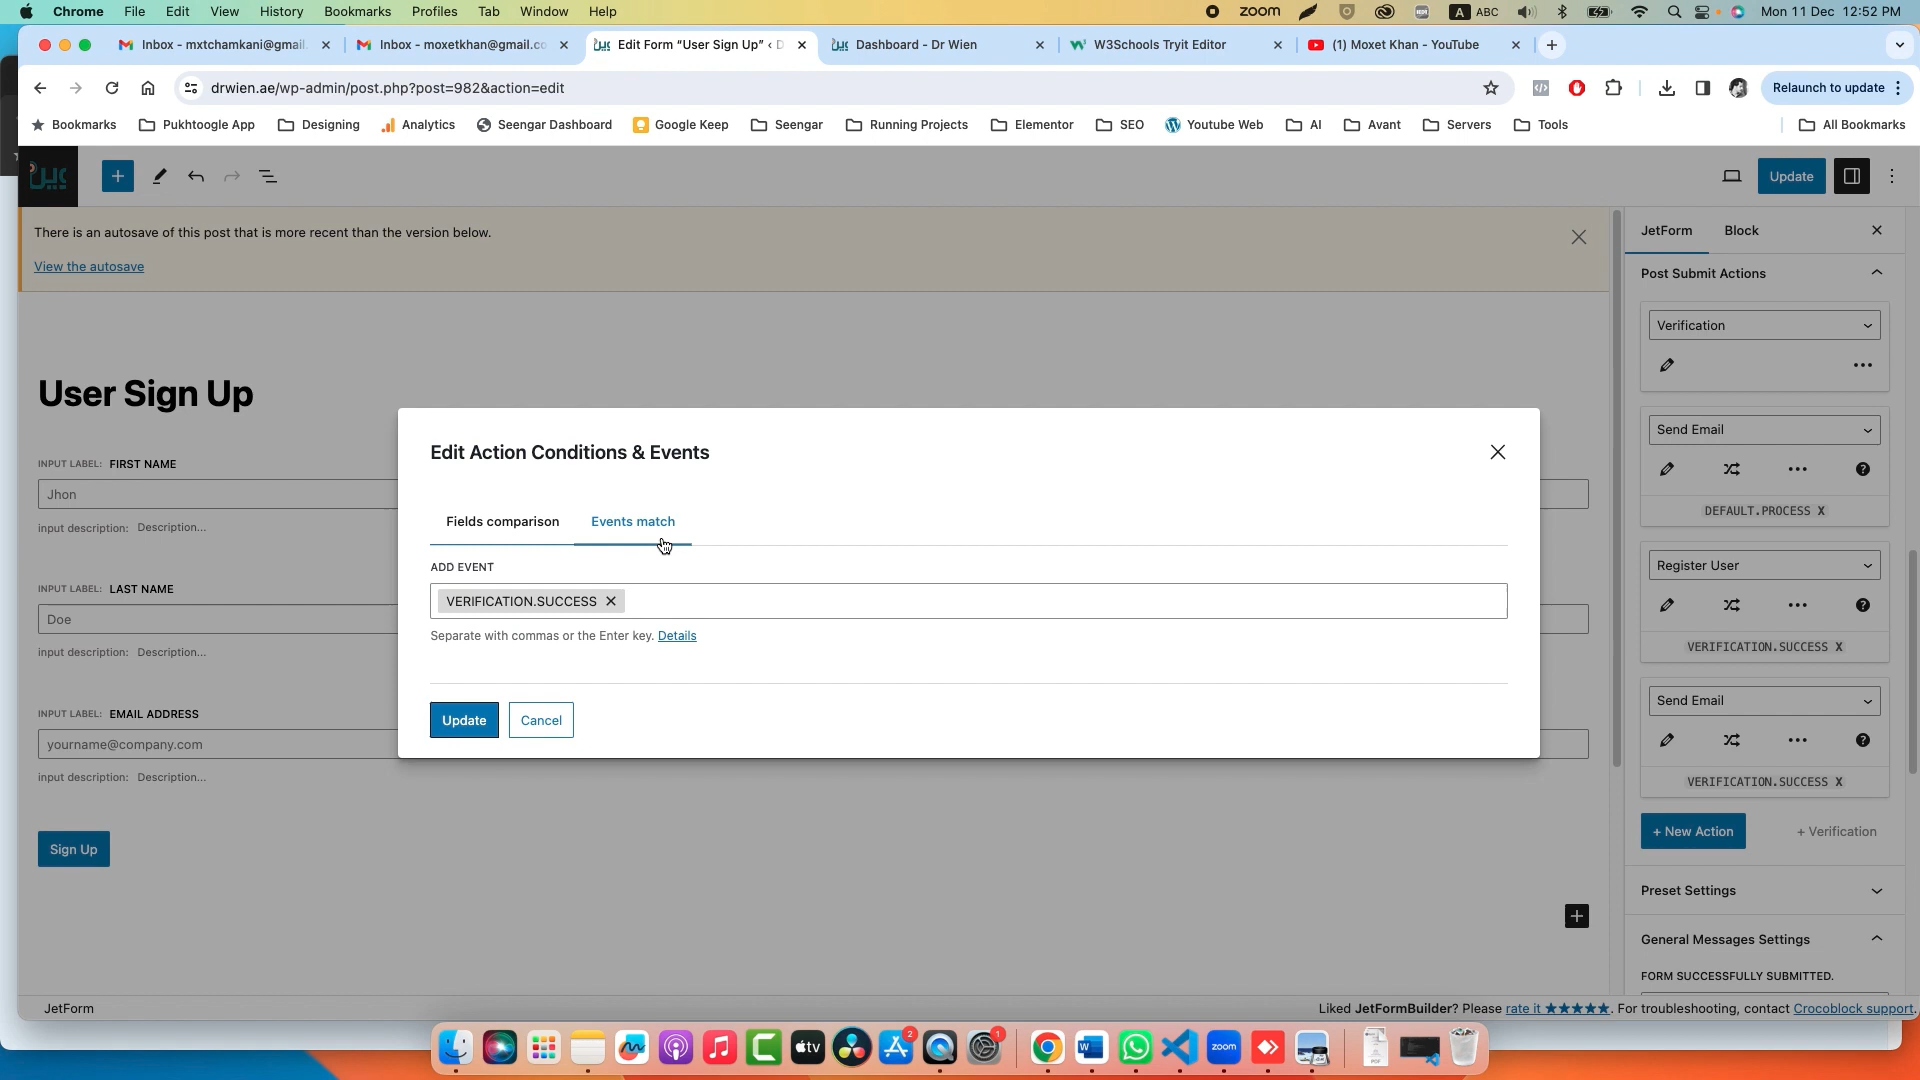 Chrome File Edit View History Bookmarks Profiles Tab Window Help zoom A ABC Mon 11 Dec 12:52 PM
Inbox - mxtchamkani@gmail. Inbox - moxetkhan@gmail.co Edit Form “User Sign Up” ‹ D Dashboard - Dr Wien W3Schools Tryit Editor (1) Moxet Khan - YouTube
drwien.ae/wp-admin/post.php?post=982&action=edit Relaunch to update
Bookmarks Pukhtoogle App Designing Analytics Seengar Dashboard Google Keep Seengar Running Projects Elementor SEO Youtube Web AI Avant Servers Tools All Bookmarks
Update
There is an autosave of this post that is more recent than the version below.
View the autosave
JetForm Block
Post Submit Actions
Verification
Send Email
DEFAULT.PROCESS X
Register User
VERIFICATION.SUCCESS X
Send Email
VERIFICATION.SUCCESS X
+ New Action + Verification
Preset Settings
General Messages Settings
FORM SUCCESSFULLY SUBMITTED.
User Sign Up
INPUT LABEL: FIRST NAME
Jhon
input description: Description...
INPUT LABEL: LAST NAME
Doe
input description: Description...
INPUT LABEL: EMAIL ADDRESS
yourname@company.com
input description: Description...
Sign Up
Edit Action Conditions & Events
Fields comparison Events match
ADD EVENT
VERIFICATION.SUCCESS
Separate with commas or the Enter key. Details
Update Cancel
JetForm Liked JetFormBuilder? Please rate it ★★★★★. For troubleshooting, contact Crocoblock support.
tv 2 1 W zoom